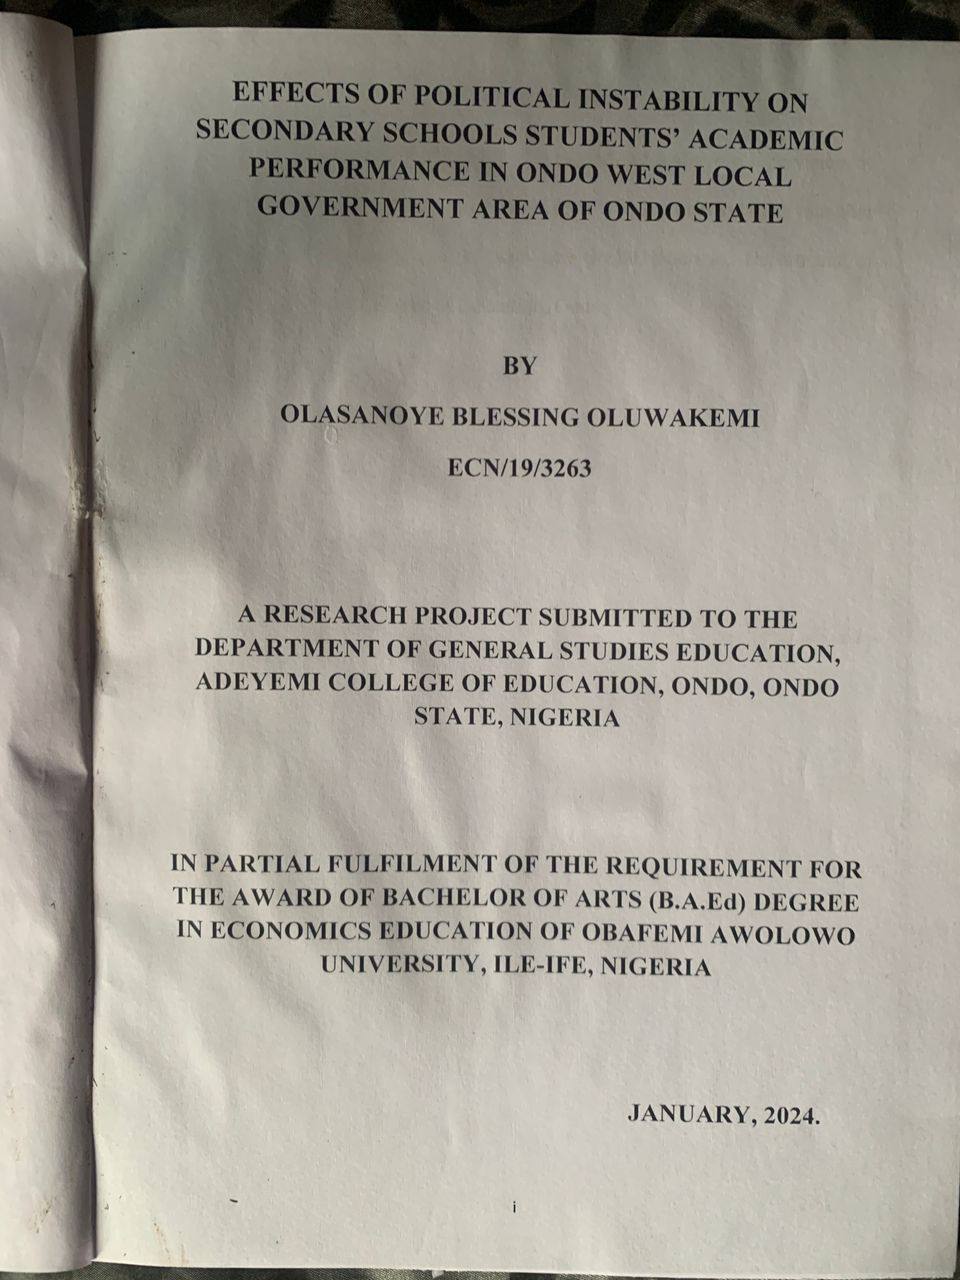 EFFECTS OF POLITICAL INSTABILITY ON
SECONDARY SCHOOLS STUDENTS’ ACADEMIC
PERFORMANCE IN ONDO WEST LOCAL
GOVERNMENT AREA OF ONDO STATE
BY
OLASANOYE BLESSING OLUWAKEMI
ECN/19/3263
A RESEARCH PROJECT SUBMITTED TO THE
DEPARTMENT OF GENERAL STUDIES EDUCATION,
ADEYEMI COLLEGE OF EDUCATION, ONDO, ONDO
STATE, NIGERIA
IN PARTIAL FULFILMENT OF THE REQUIREMENT FOR
THE AWARD OF BACHELOR OF ARTS (B.A.Ed) DEGREE
IN ECONOMICS EDUCATION OF OBAFEMI AWOLOWO
UNIVERSITY, ILE-IFE, NIGERIA
JANUARY, 2024.
i